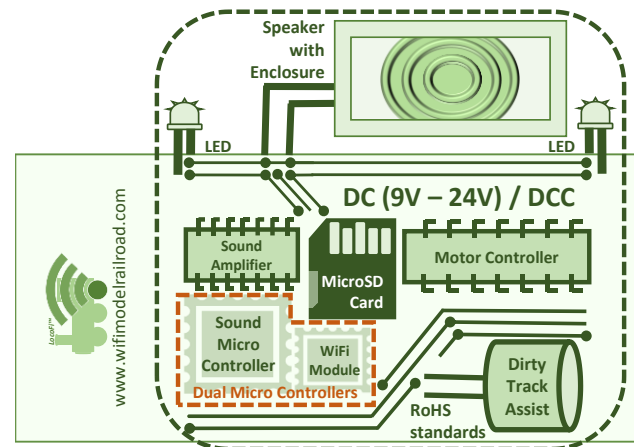 Speaker
with
Enclosure
LED
LED
DC (9V – 24V) / DCC
Sound
Amplifier
Motor Controller
MicroSD
Card
Sound
Micro
Controller
WiFi
Module
Dual Micro Controllers
Dirty
Track
Assist
RoHS
standards
LocoFi™
www.wifimodelrailroad.com